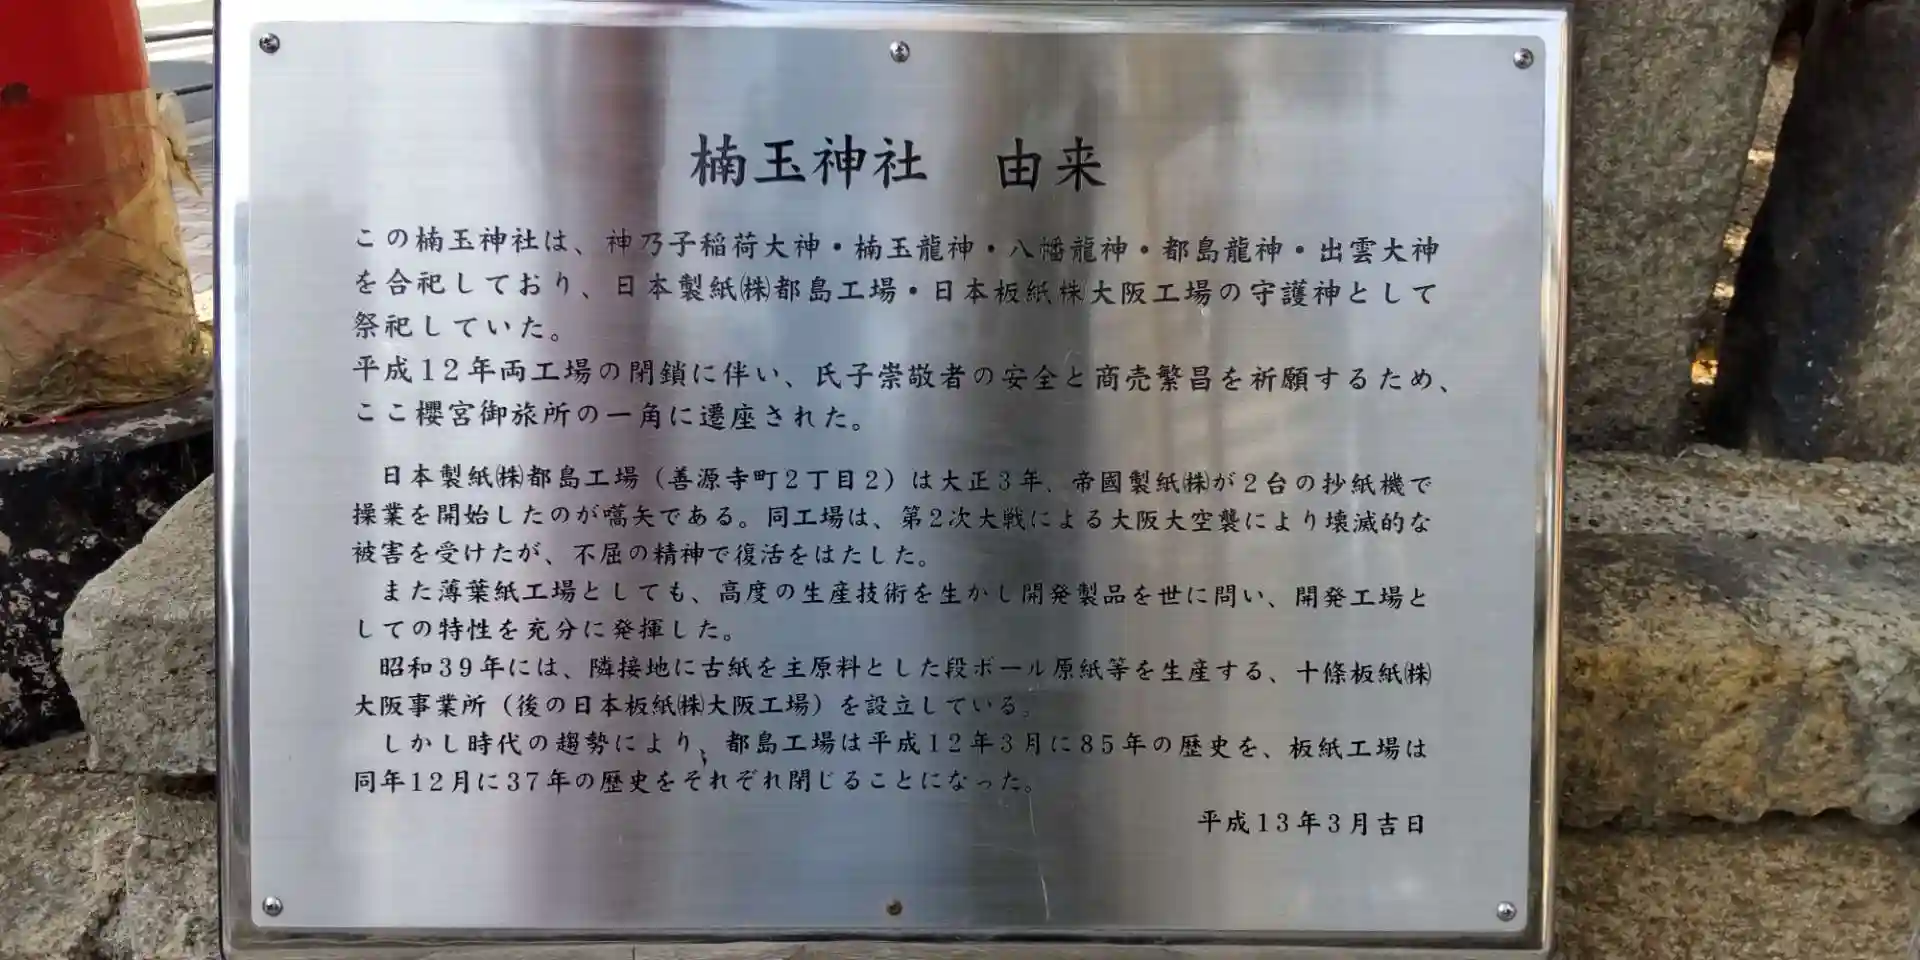 楠玉神社　由来
この楠玉神社は、神乃子稲荷大神・楠玉龍神・八幡龍神・都島龍神・出雲大神
を合祀しており、日本製紙㈱都島工場・日本板紙㈱大阪工場の守護神として
祭祀していた。
平成12年両工場の閉鎖に伴い、氏子崇敬者の安全と商売繁昌を祈願するため、
ここ櫻宮御旅所の一角に遷座された。
日本製紙㈱都島工場（善源寺町2丁目2）は大正3年、帝國製紙㈱が2台の抄紙機で
操業を開始したのが嚆矢である。同工場は、第2次大戦による大阪大空襲により壊滅的な
被害を受けたが、不屈の精神で復活をはたした。
また薄葉紙工場としても、高度の生産技術を生かし開発製品を世に問い、開発工場と
しての特性を充分に発揮した。
昭和39年には、隣接地に古紙を主原料とした段ボール原紙等を生産する、十條板紙㈱
大阪事業所（後の日本板紙㈱大阪工場）を設立している。
しかし時代の趨勢により、都島工場は平成12年3月に85年の歴史を、板紙工場は
同年12月に37年の歴史をそれぞれ閉じることになった。
平成13年3月吉日